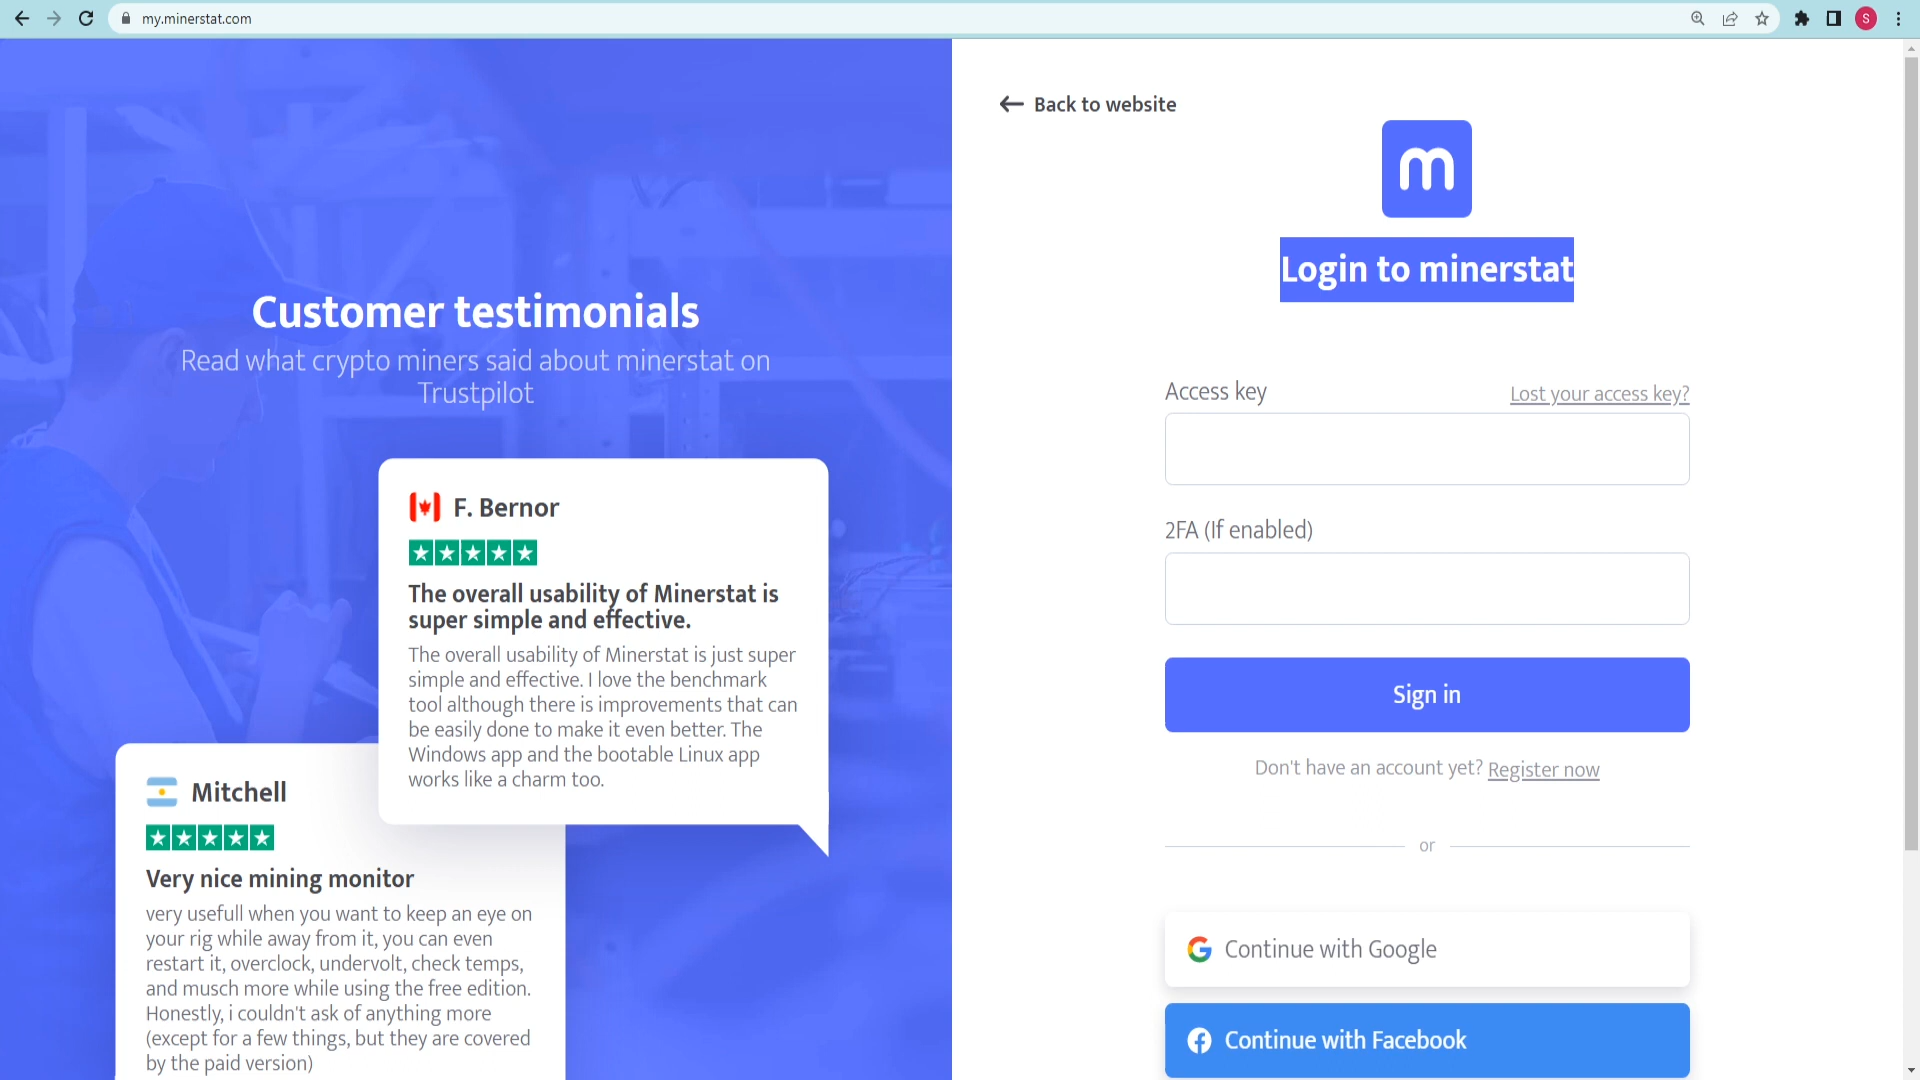 my.minerstat.com
S
Customer testimonials
Read what crypto miners said about minerstat on
Trustpilot
F. Bernor
The overall usability of Minerstat is
super simple and effective.
The overall usability of Minerstat is just super
simple and effective. I love the benchmark
tool although there is improvements that can
be easily done to make it even better. The
Windows app and the bootable Linux app
works like a charm too.
Mitchell
Very nice mining monitor
very usefull when you want to keep an eye on
your rig while away from it, you can even
restart it, overclock, undervolt, check temps,
and musch more while using the free edition.
Honestly, i couldn't ask of anything more
(except for a few things, but they are covered
by the paid version)
Back to website
m
Login to minerstat
Access key
Lost your access key?
2FA (If enabled)
Sign in
Don't have an account yet? Register now
or
Continue with Google
Continue with Facebook